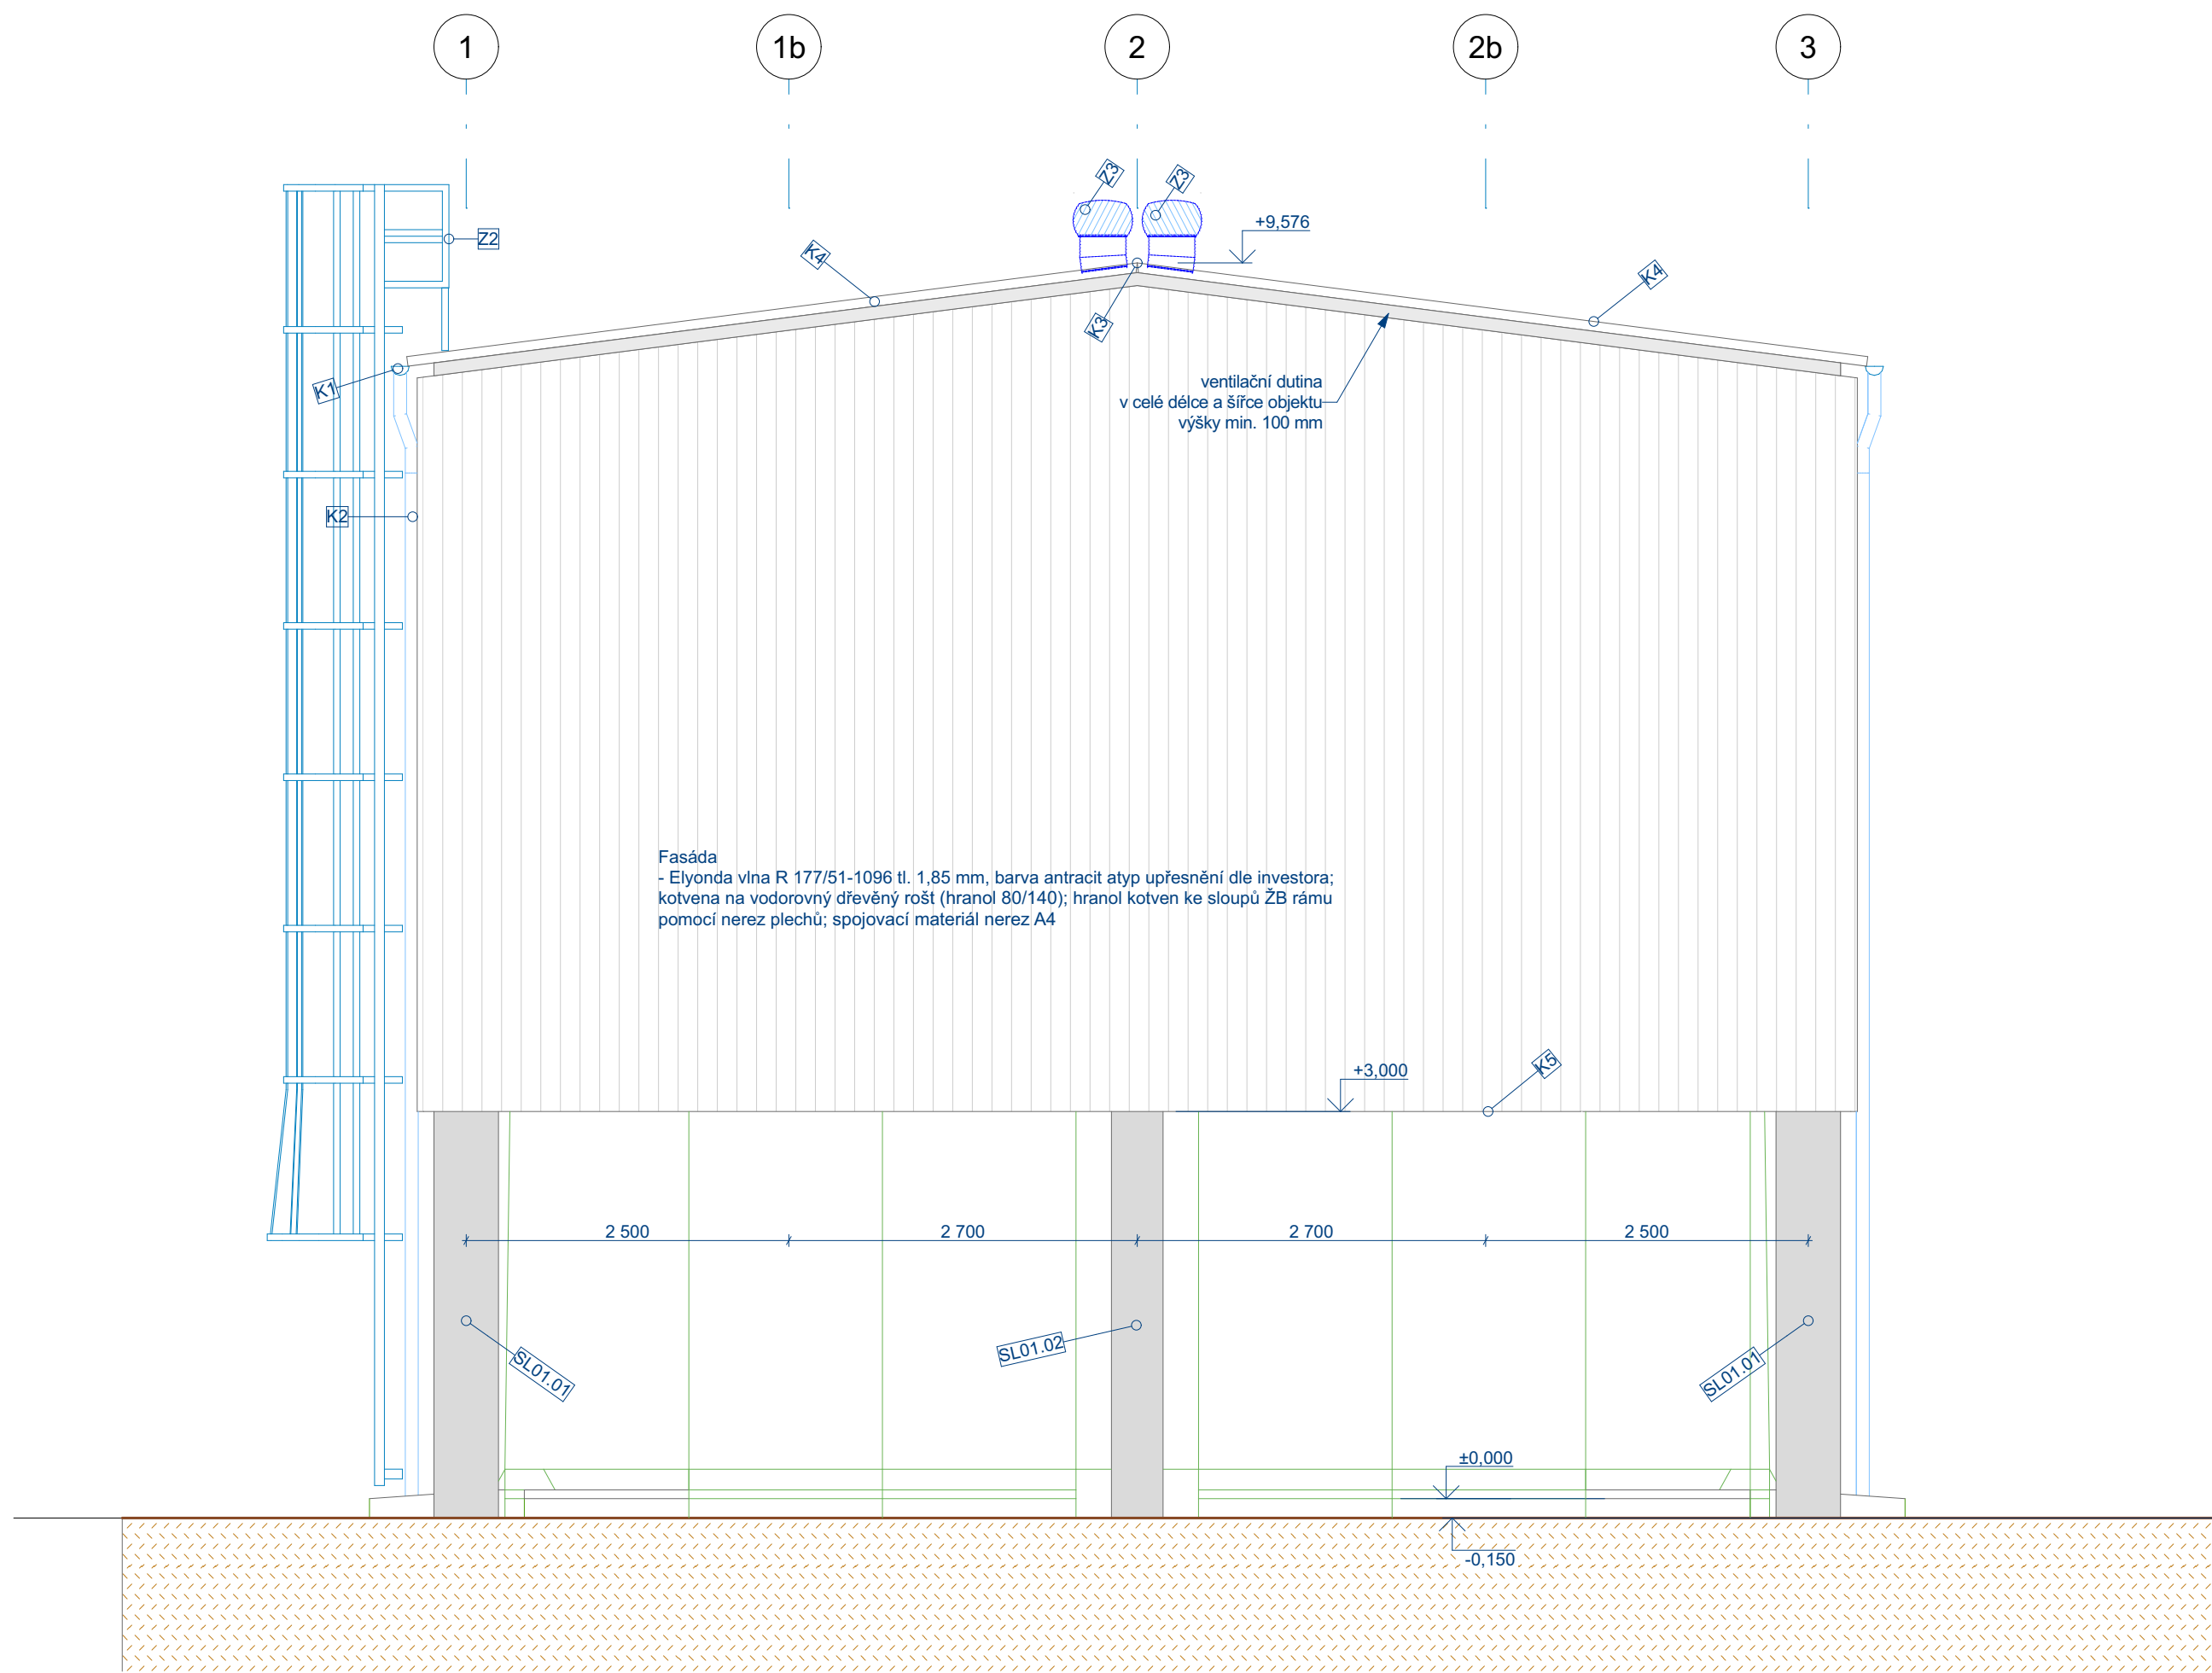 1
1b
2
2b
3
Z3
Z3
+9,576
Z2
K4
K4
K3
K1
ventilační dutina
v celé délce a šířce objektu
výšky min. 100 mm
K2
Fasáda
- Elyonda vlna R 177/51-1096 tl. 1,85 mm, barva antracit atyp upřesnění dle investora;
kotvena na vodorovný dřevěný rošt (hranol 80/140); hranol kotven ke sloupů ŽB rámu
pomocí nerez plechů; spojovací materiál nerez A4
K5
+3,000
2 500
2 700
2 700
2 500
SL01.01
SL01.02
SL01.01
±0,000
-0,150